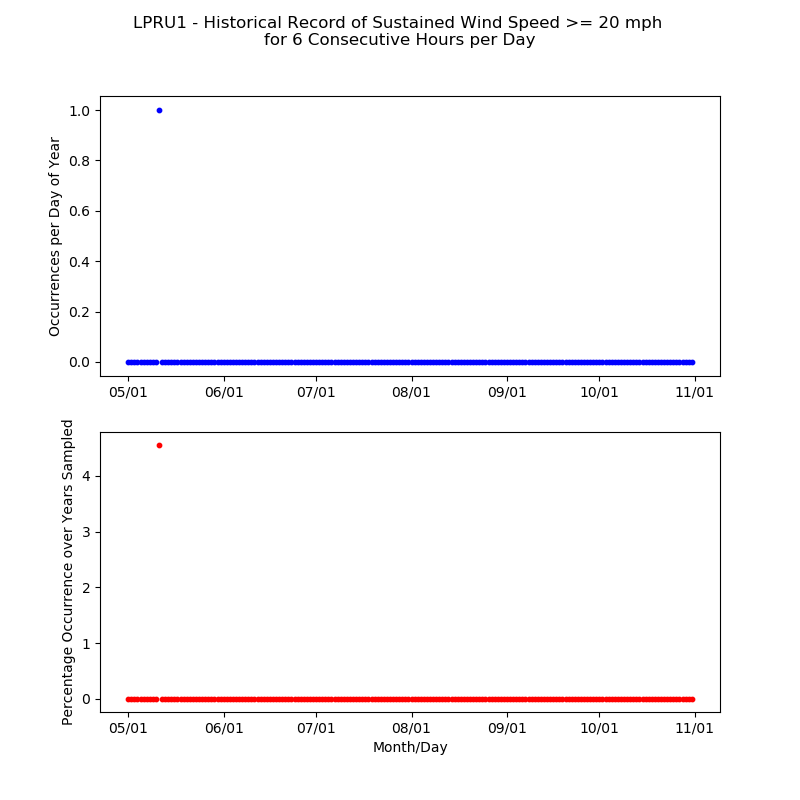 LPRU1 - Historical Record of Sustained Wind Speed >= 20 mph
for 6 Consecutive Hours per Day
Occurrences per Day of Year
1.0
0.8
0.6
0.4
0.2
0.0
05/01 06/01 07/01 08/01 09/01 10/01 11/01
Percentage Occurrence over Years Sampled
4
3
2
1
0
05/01 06/01 07/01 08/01 09/01 10/01 11/01
Month/Day